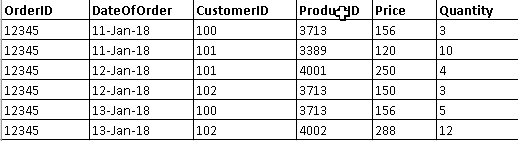 OrderID DateOfOrder CustomerID ProductID Price Quantity
12345 11-Jan-18 100 3713 156 3
12345 11-Jan-18 101 3389 120 10
12345 12-Jan-18 101 4001 250 4
12345 12-Jan-18 102 3713 150 3
12345 13-Jan-18 100 3713 156 5
12345 13-Jan-18 102 4002 288 12